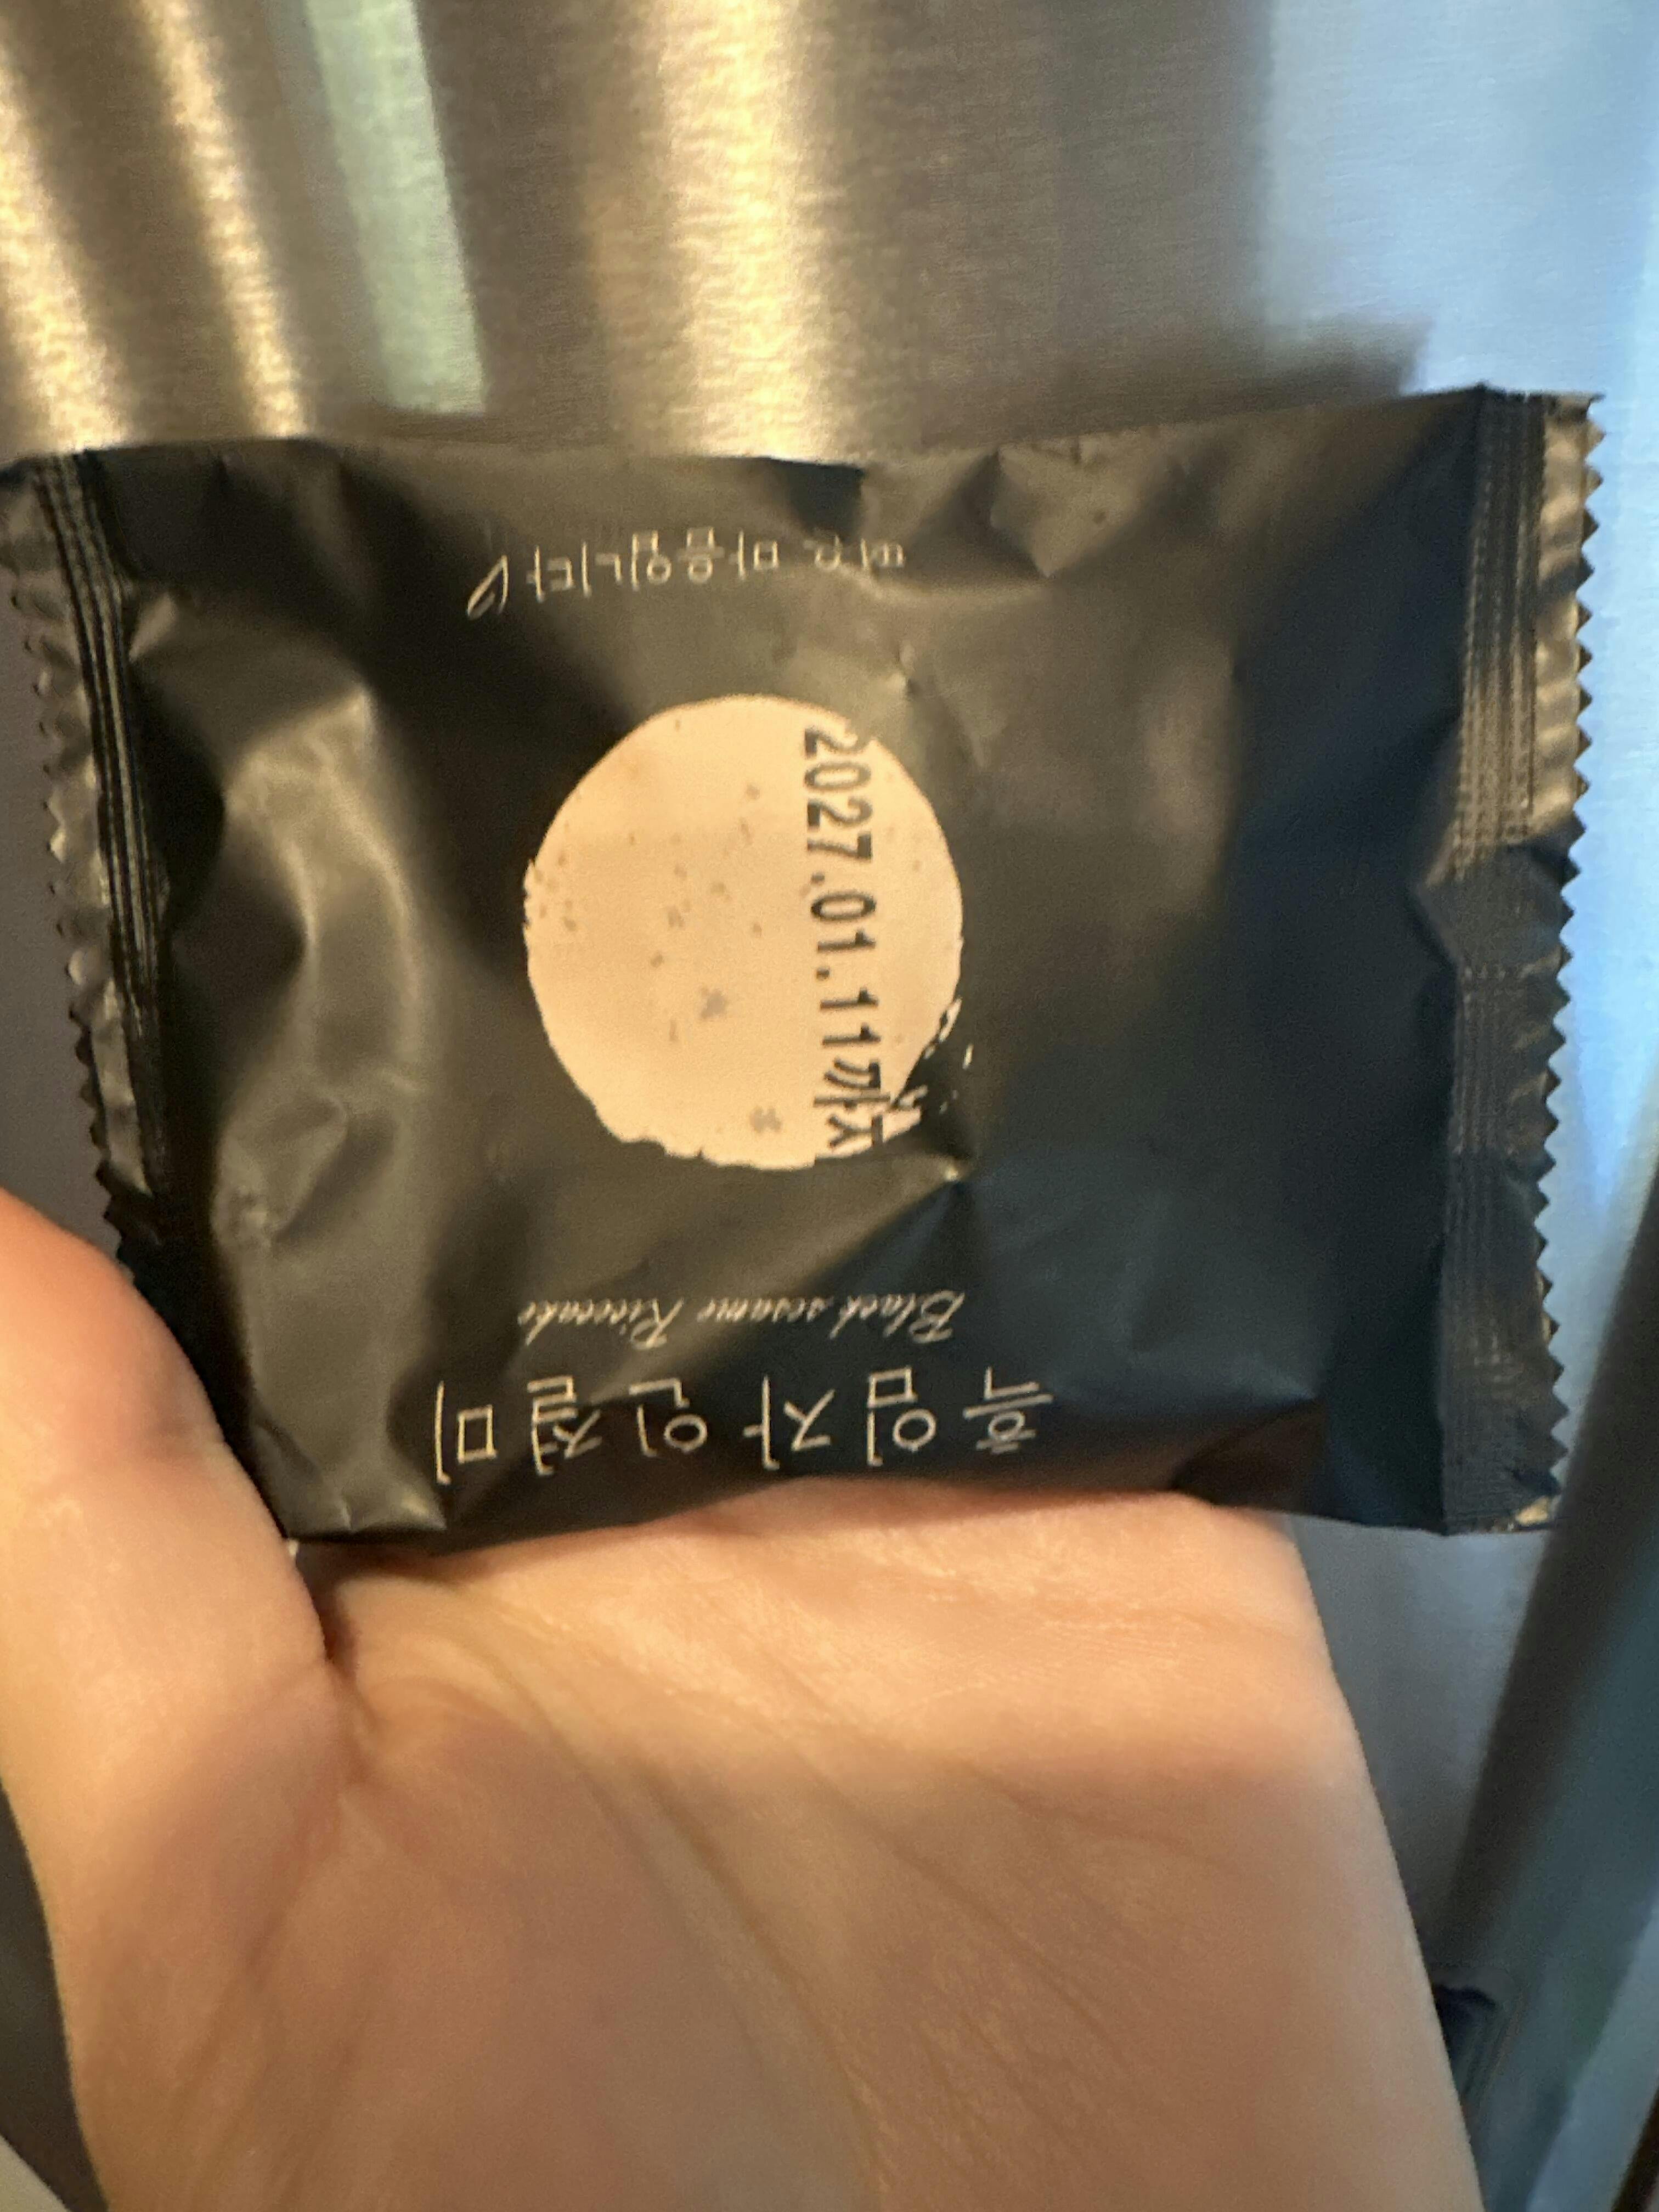 흑임자인절미
Black sesame Ricecake
2027.01.11까지
마음입니다